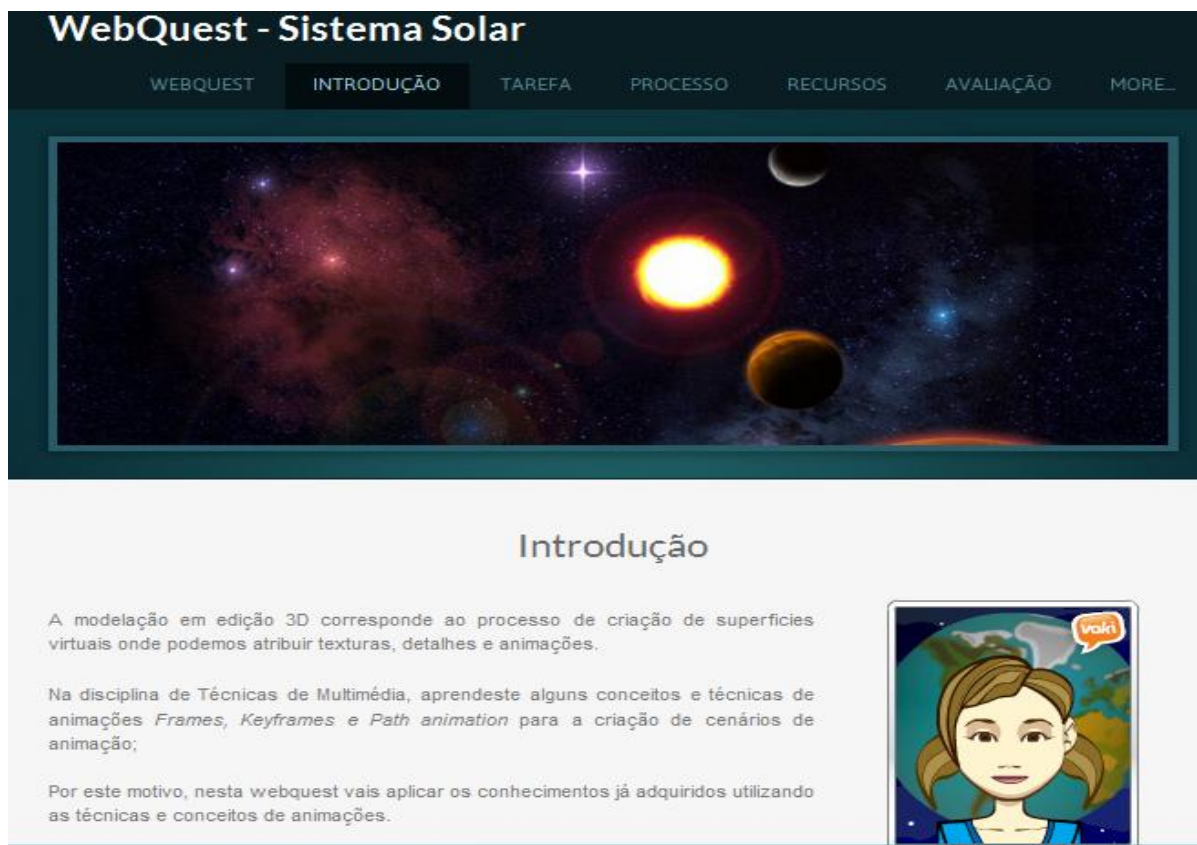 WebQuest - Sistema Solar
WEBQUEST INTRODUÇÃO TAREFA PROCESSO RECURSOS AVALIAÇÃO MORE...
Introdução
A modelação em edição 3D corresponde ao processo de criação de superficies
virtuais onde podemos atribuir texturas, detalhes e animações.
voki
Na disciplina de Técnicas de Multimédia, aprendeste alguns conceitos e técnicas de
animações Frames, Keyframes e Path animation para a criação de cenários de
animação;
Por este motivo, nesta webquest vais aplicar os conhecimentos já adquiridos utilizando
as técnicas e conceitos de animações.